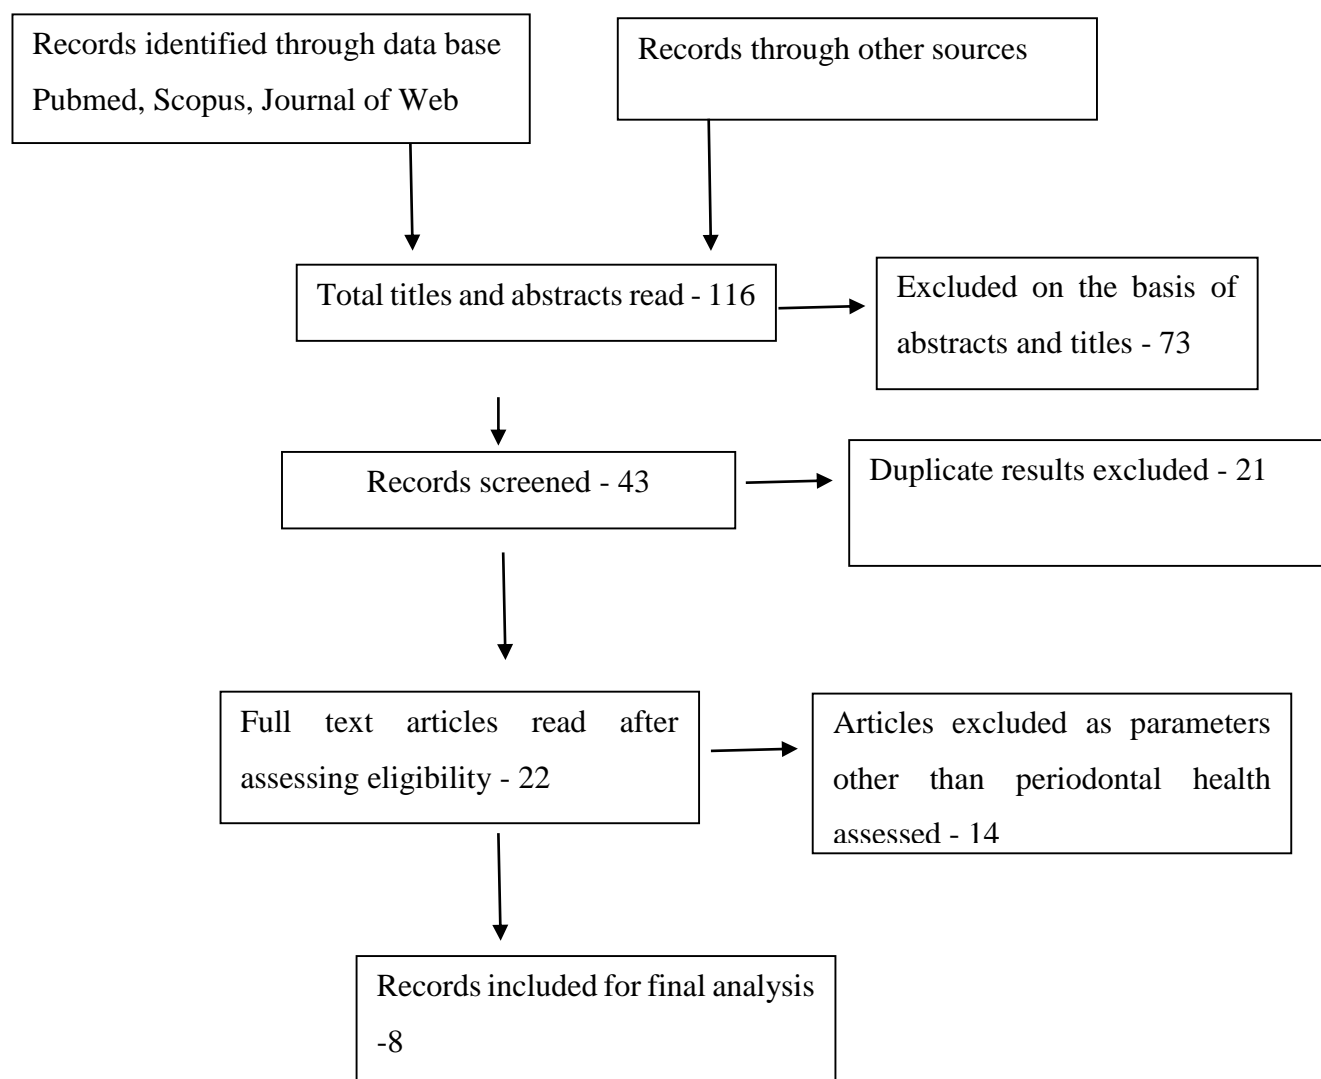 Records identified through data base
Pubmed, Scopus, Journal of Web
Records through other sources
Total titles and abstracts read - 116
Excluded on the basis of
abstracts and titles - 73
Records screened - 43
Duplicate results excluded - 21
Full text articles read after
assessing eligibility - 22
Articles excluded as parameters
other than periodontal health
assessed - 14
Records included for final analysis
-8